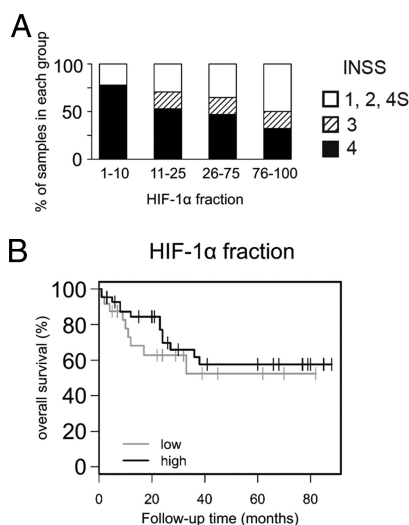 A
% of samples in each group
100
50
0
1-10
11-25
26-75
76-100
HIF-1α fraction
INSS
1, 2, 4S
3
4
B
HIF-1α fraction
overall survival (%)
100
80
60
40
20
0
low
high
0
20
40
60
80
Follow-up time (months)